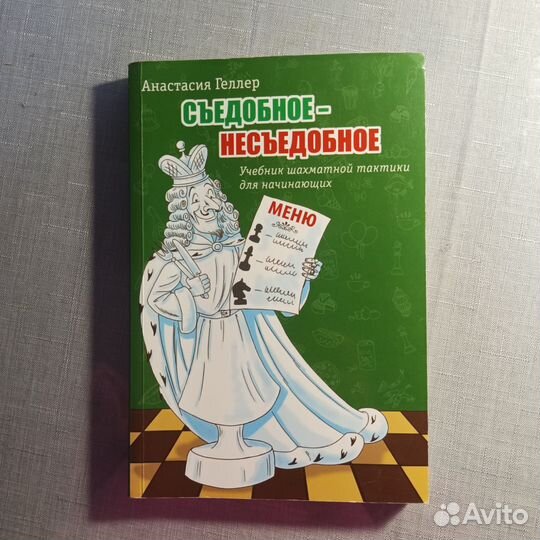 Анастасия Геллер
СЪЕДОБНОЕ-
НЕСЪЕДОБНОЕ
Учебник шахматной тактики
для начинающих
МЕНЮ
Avito